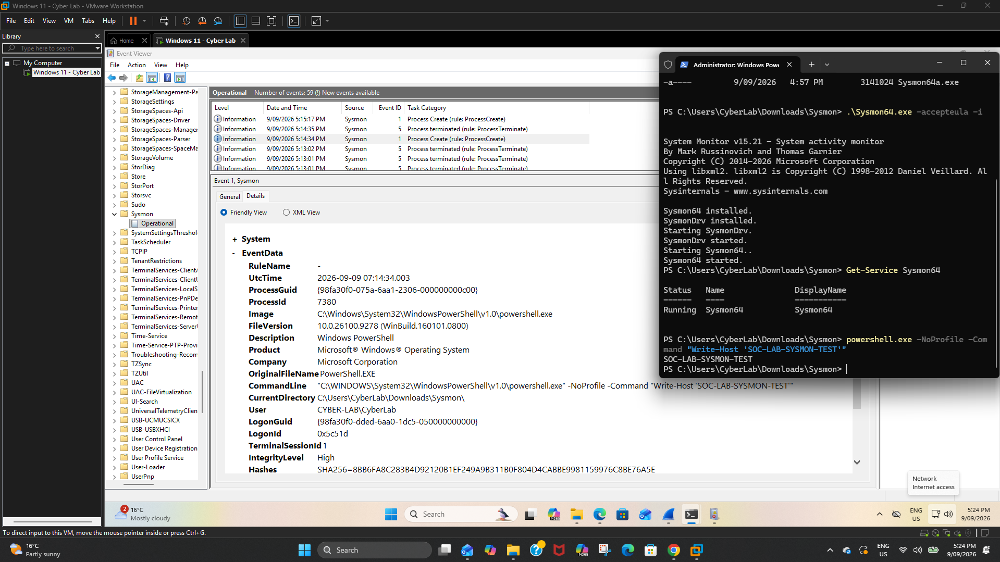 Windows 11 - Cyber Lab - VMware Workstation
File Edit View VM Tabs Help
Library
Type here to search
My Computer
Windows 11 - Cyber Lab
Home
Windows 11 - Cyber Lab
Event Viewer
File Action View Help
StorageManagement-Pa
StorageSettings
StorageSpaces-Api
StorageSpaces-Driver
StorageSpaces-Manager
StorageSpaces-Parser
StorageSpaces-SpaceMa
StorageVolume
StorDiag
Store
StorPort
Storsvc
Sudo
Sysmon
Operational
SystemSettingsThreshol
TaskScheduler
TCPIP
TenantRestrictions
TerminalServices-ClientA
TerminalServices-ClientU
TerminalServices-LocalS
TerminalServices-PnPDe
TerminalServices-Printer
TerminalServices-Remot
TerminalServices-ServerU
Time-Service
Time-Service-PTP-Provi
Troubleshooting-Recom
TZSync
TZUtil
UAC
UAC-FileVirtualization
UI-Search
UniversalTelemetryClien
USB-UCMUCSICX
USB-USBXHCI
User Control Panel
User Device Registration
User Profile Service
User-Loader
UserPnp
Operational Number of events: 59 (!) New events available
Level Date and Time Source Event ID Task Category
Information 9/09/2026 5:15:17 PM Sysmon 1 Process Create (rule: ProcessCreate)
Information 9/09/2026 5:14:35 PM Sysmon 5 Process terminated (rule: ProcessTerminate)
Information 9/09/2026 5:14:34 PM Sysmon 1 Process Create (rule: ProcessCreate)
Information 9/09/2026 5:13:02 PM Sysmon 5 Process terminated (rule: ProcessTerminate)
Information 9/09/2026 5:13:01 PM Sysmon 5 Process terminated (rule: ProcessTerminate)
Information 9/09/2026 5:13:01 PM Sysmon 5 Process terminated (rule: ProcessTerminate)
Event 1, Sysmon
General Details
Friendly View XML View
+ System
- EventData
RuleName -
UtcTime 2026-09-09 07:14:34.003
ProcessGuid {98fa30f0-075a-6aa1-2306-000000000c00}
ProcessId 7380
Image C:\Windows\System32\WindowsPowerShell\v1.0\powershell.exe
FileVersion 10.0.26100.9278 (WinBuild.160101.0800)
Description Windows PowerShell
Product Microsoft® Windows® Operating System
Company Microsoft Corporation
OriginalFileName PowerShell.EXE
CommandLine "C:\WINDOWS\System32\WindowsPowerShell\v1.0\powershell.exe" -NoProfile -Command "Write-Host 'SOC-LAB-SYSMON-TEST'"
CurrentDirectory C:\Users\CyberLab\Downloads\Sysmon\
User CYBER-LAB\CyberLab
LogonGuid {98fa30f0-dded-6aa0-1dc5-050000000000}
LogonId 0x5c51d
TerminalSessionId 1
IntegrityLevel High
Hashes SHA256=8BB6FA8C283B4D92120B1EF249A9B311B0F804D4CABBE9981159976C8BE76A5E
Administrator: Windows Powe
-a---- 9/09/2026 4:57 PM 3141024 Sysmon64a.exe
PS C:\Users\CyberLab\Downloads\Sysmon> .\Sysmon64.exe -accepteula -i
System Monitor v15.21 - System activity monitor
By Mark Russinovich and Thomas Garnier
Copyright (C) 2014-2026 Microsoft Corporation
Using libxml2. libxml2 is Copyright (C) 1998-2012 Daniel Veillard. Al
l Rights Reserved.
Sysinternals - www.sysinternals.com
Sysmon64 installed.
SysmonDrv installed.
Starting SysmonDrv.
SysmonDrv started.
Starting Sysmon64..
Sysmon64 started.
PS C:\Users\CyberLab\Downloads\Sysmon> Get-Service Sysmon64
Status Name DisplayName
------ ---- -----------
Running Sysmon64 Sysmon64
PS C:\Users\CyberLab\Downloads\Sysmon> powershell.exe -NoProfile -Com
mand "Write-Host 'SOC-LAB-SYSMON-TEST'"
SOC-LAB-SYSMON-TEST
PS C:\Users\CyberLab\Downloads\Sysmon>
Network
Internet access
2
16°C
Mostly cloudy
Search
M365
ENG
US
5:24 PM
9/09/2026
To direct input to this VM, move the mouse pointer inside or press Ctrl+G.
16°C
Partly sunny
Search
M365
ENG
US
5:24 PM
9/09/2026